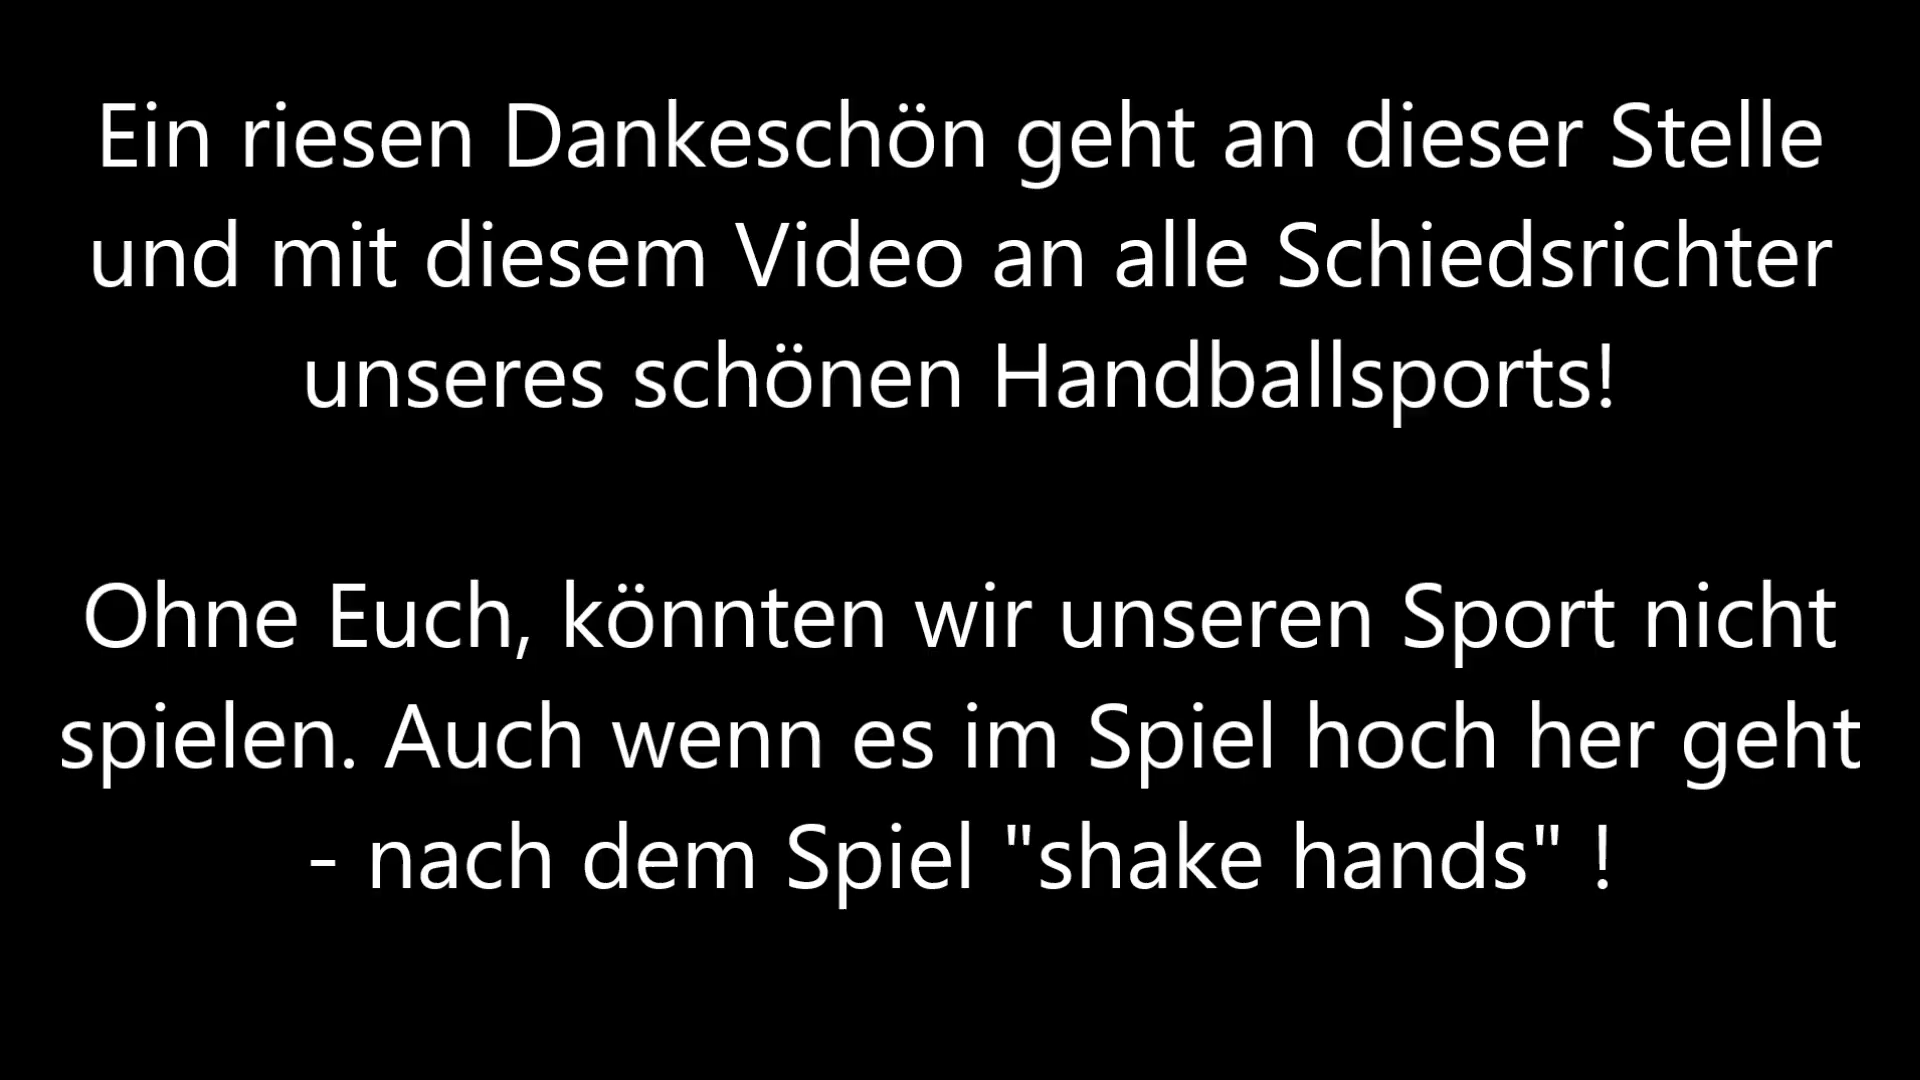 Ein riesen Dankeschön geht an dieser Stelle
und mit diesem Video an alle Schiedsrichter
unseres schönen Handballsports!
Ohne Euch, könnten wir unseren Sport nicht
spielen. Auch wenn es im Spiel hoch her geht
- nach dem Spiel "shake hands" !